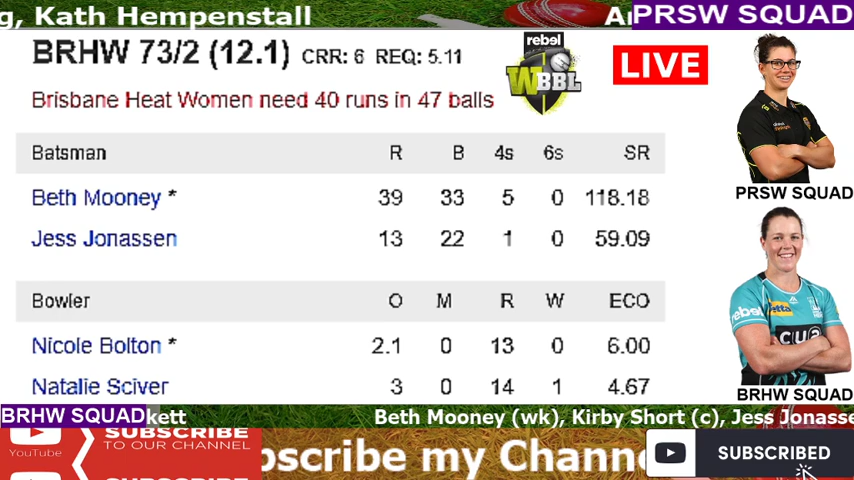 g, Kath Hempenstall
PRSW SQUAD
BRHW 73/2 (12.1) CRR: 6 REQ: 5.11
rebel
WBBL
LIVE
Brisbane Heat Women need 40 runs in 47 balls
Batsman R B 4s 6s SR
Beth Mooney * 39 33 5 0 118.18
Jess Jonassen 13 22 1 0 59.09
PRSW SQUAD
Bowler O M R W ECO
Nicole Bolton * 2.1 0 13 0 6.00
Natalie Sciver 3 0 14 1 4.67
BRHW SQUAD
BRHW SQUAD kett Beth Mooney (wk), Kirby Short (c), Jess Jonasse
YouTube
SUBSCRIBE
TO OUR CHANNEL
bscribe my Chann
SUBSCRIBED